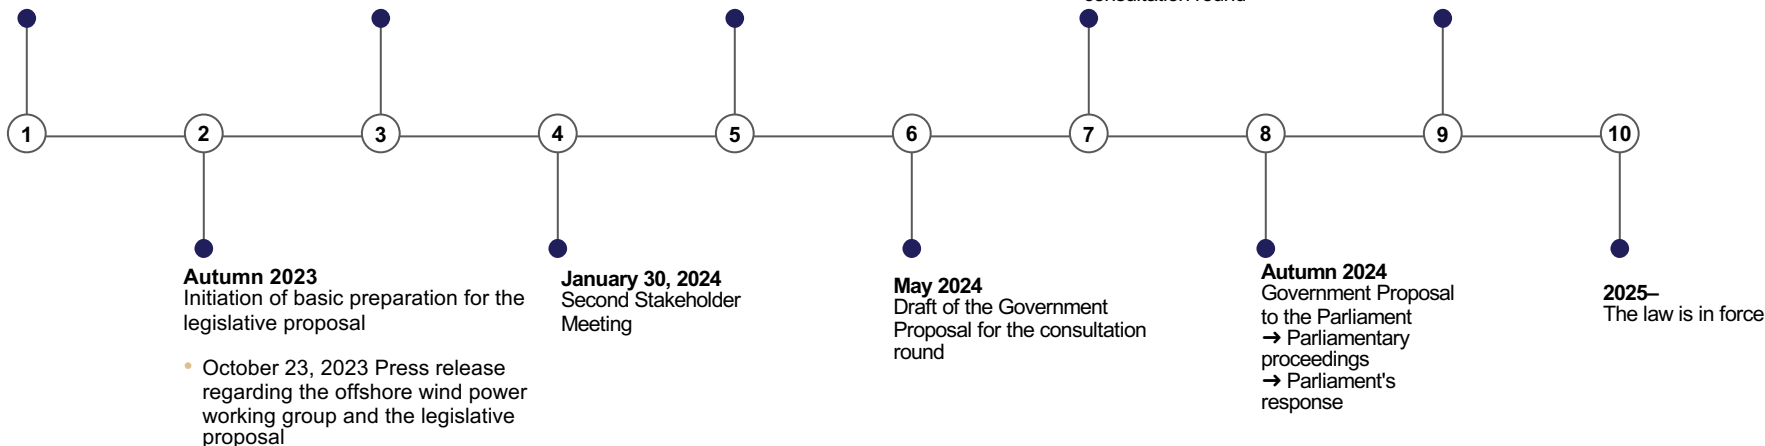 consultation round
1
2
3
4
5
6
7
8
9
10
Autumn 2023
Initiation of basic preparation for the
legislative proposal
• October 23, 2023 Press release
regarding the offshore wind power
working group and the legislative
proposal
January 30, 2024
Second Stakeholder
Meeting
May 2024
Draft of the Government
Proposal for the consultation
round
Autumn 2024
Government Proposal
to the Parliament
→ Parliamentary
proceedings
→ Parliament's
response
2025–
The law is in force